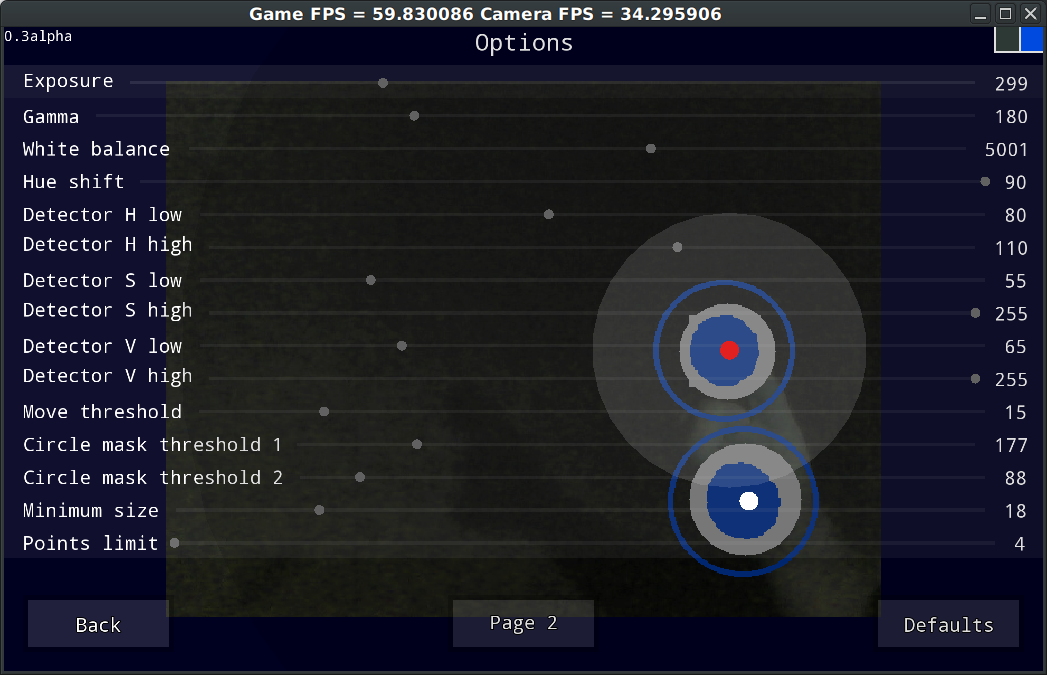 Game FPS = 59.830086 Camera FPS = 34.295906
0.3alpha
Options
Exposure 299
Gamma 180
White balance 5001
Hue shift 90
Detector H low 80
Detector H high 110
Detector S low 55
Detector S high 255
Detector V low 65
Detector V high 255
Move threshold 15
Circle mask threshold 1 177
Circle mask threshold 2 88
Minimum size 18
Points limit 4
Back Page 2 Defaults